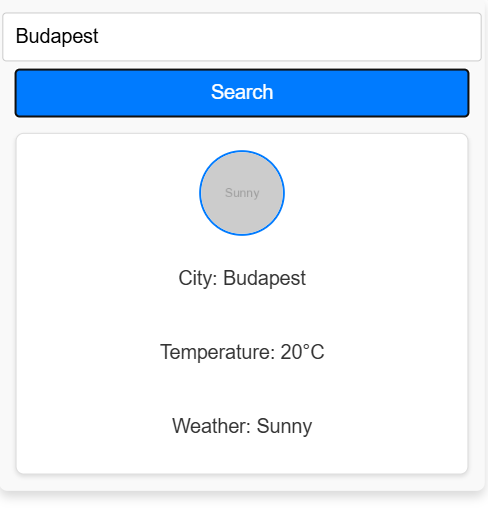 Budapest
Search
Sunny
City: Budapest
Temperature: 20°C
Weather: Sunny